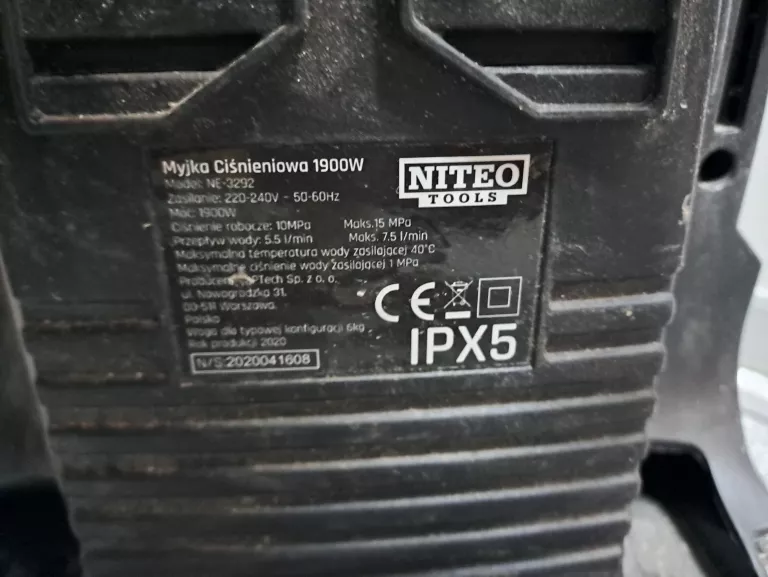 Myjka Ciśnieniowa 1900W
NITEO
TOOLS
Model: NE-3292
Zasilanie: 220-240V ~ 50-60Hz
Moc: 1900W
Ciśnienie robocze: 10MPa Maks.15 MPa
Przepływ wody: 5.5 l/min Maks. 7.5 l/min
Maksymalna temperatura wody zasilającej 40°C
Maksymalne ciśnienie wody zasilającej 1 MPa
PTech Sp. z o. o.
ul. Nowogrodzka 31,
00-511 Warszawa,
Polska
Waga dla typowej konfiguracji 6kg
Rok produkcji 2020
N/S:2020041608
CE
IPX5